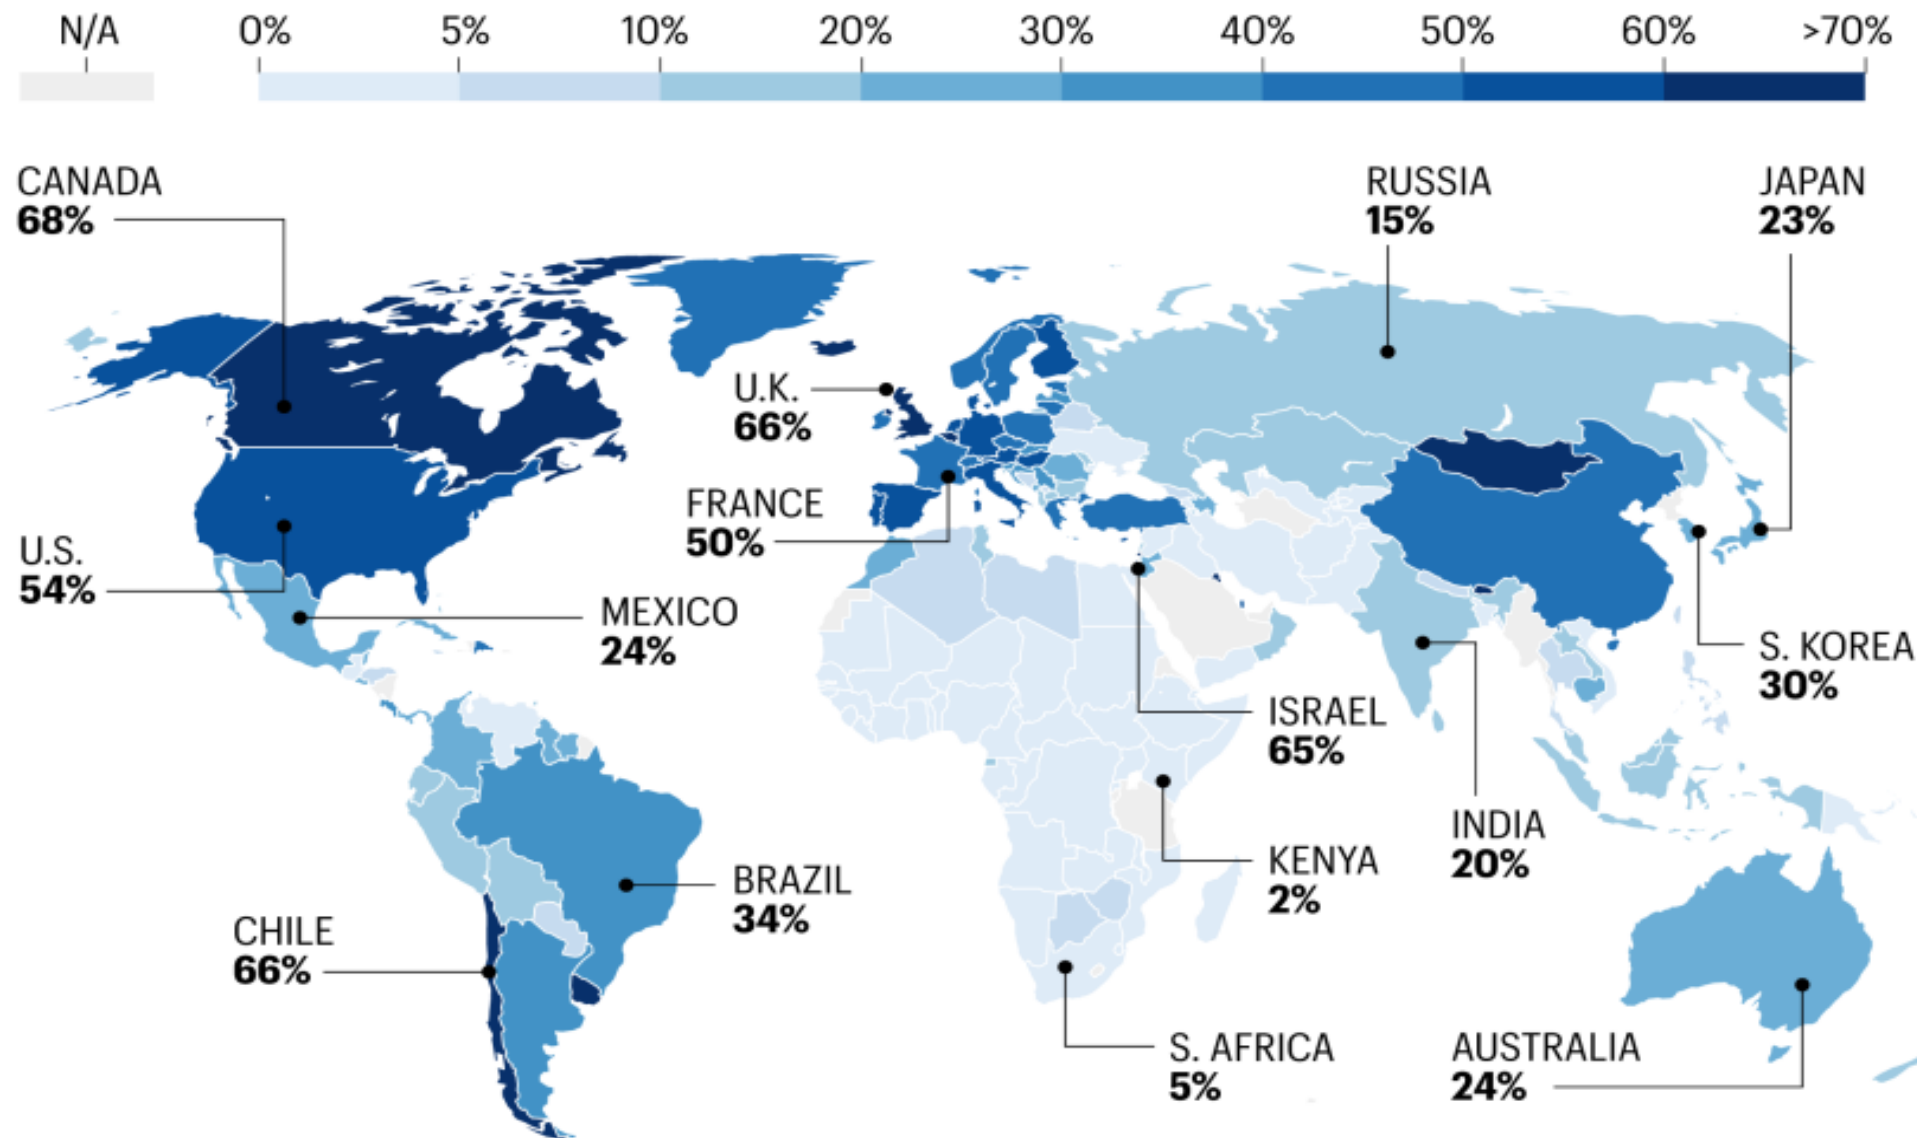 N/A 0% 5% 10% 20% 30% 40% 50% 60% >70%
CANADA
68%
RUSSIA
15%
JAPAN
23%
U.K.
66%
FRANCE
50%
U.S.
54%
MEXICO
24%
S. KOREA
30%
ISRAEL
65%
INDIA
20%
KENYA
2%
BRAZIL
34%
CHILE
66%
S. AFRICA
5%
AUSTRALIA
24%